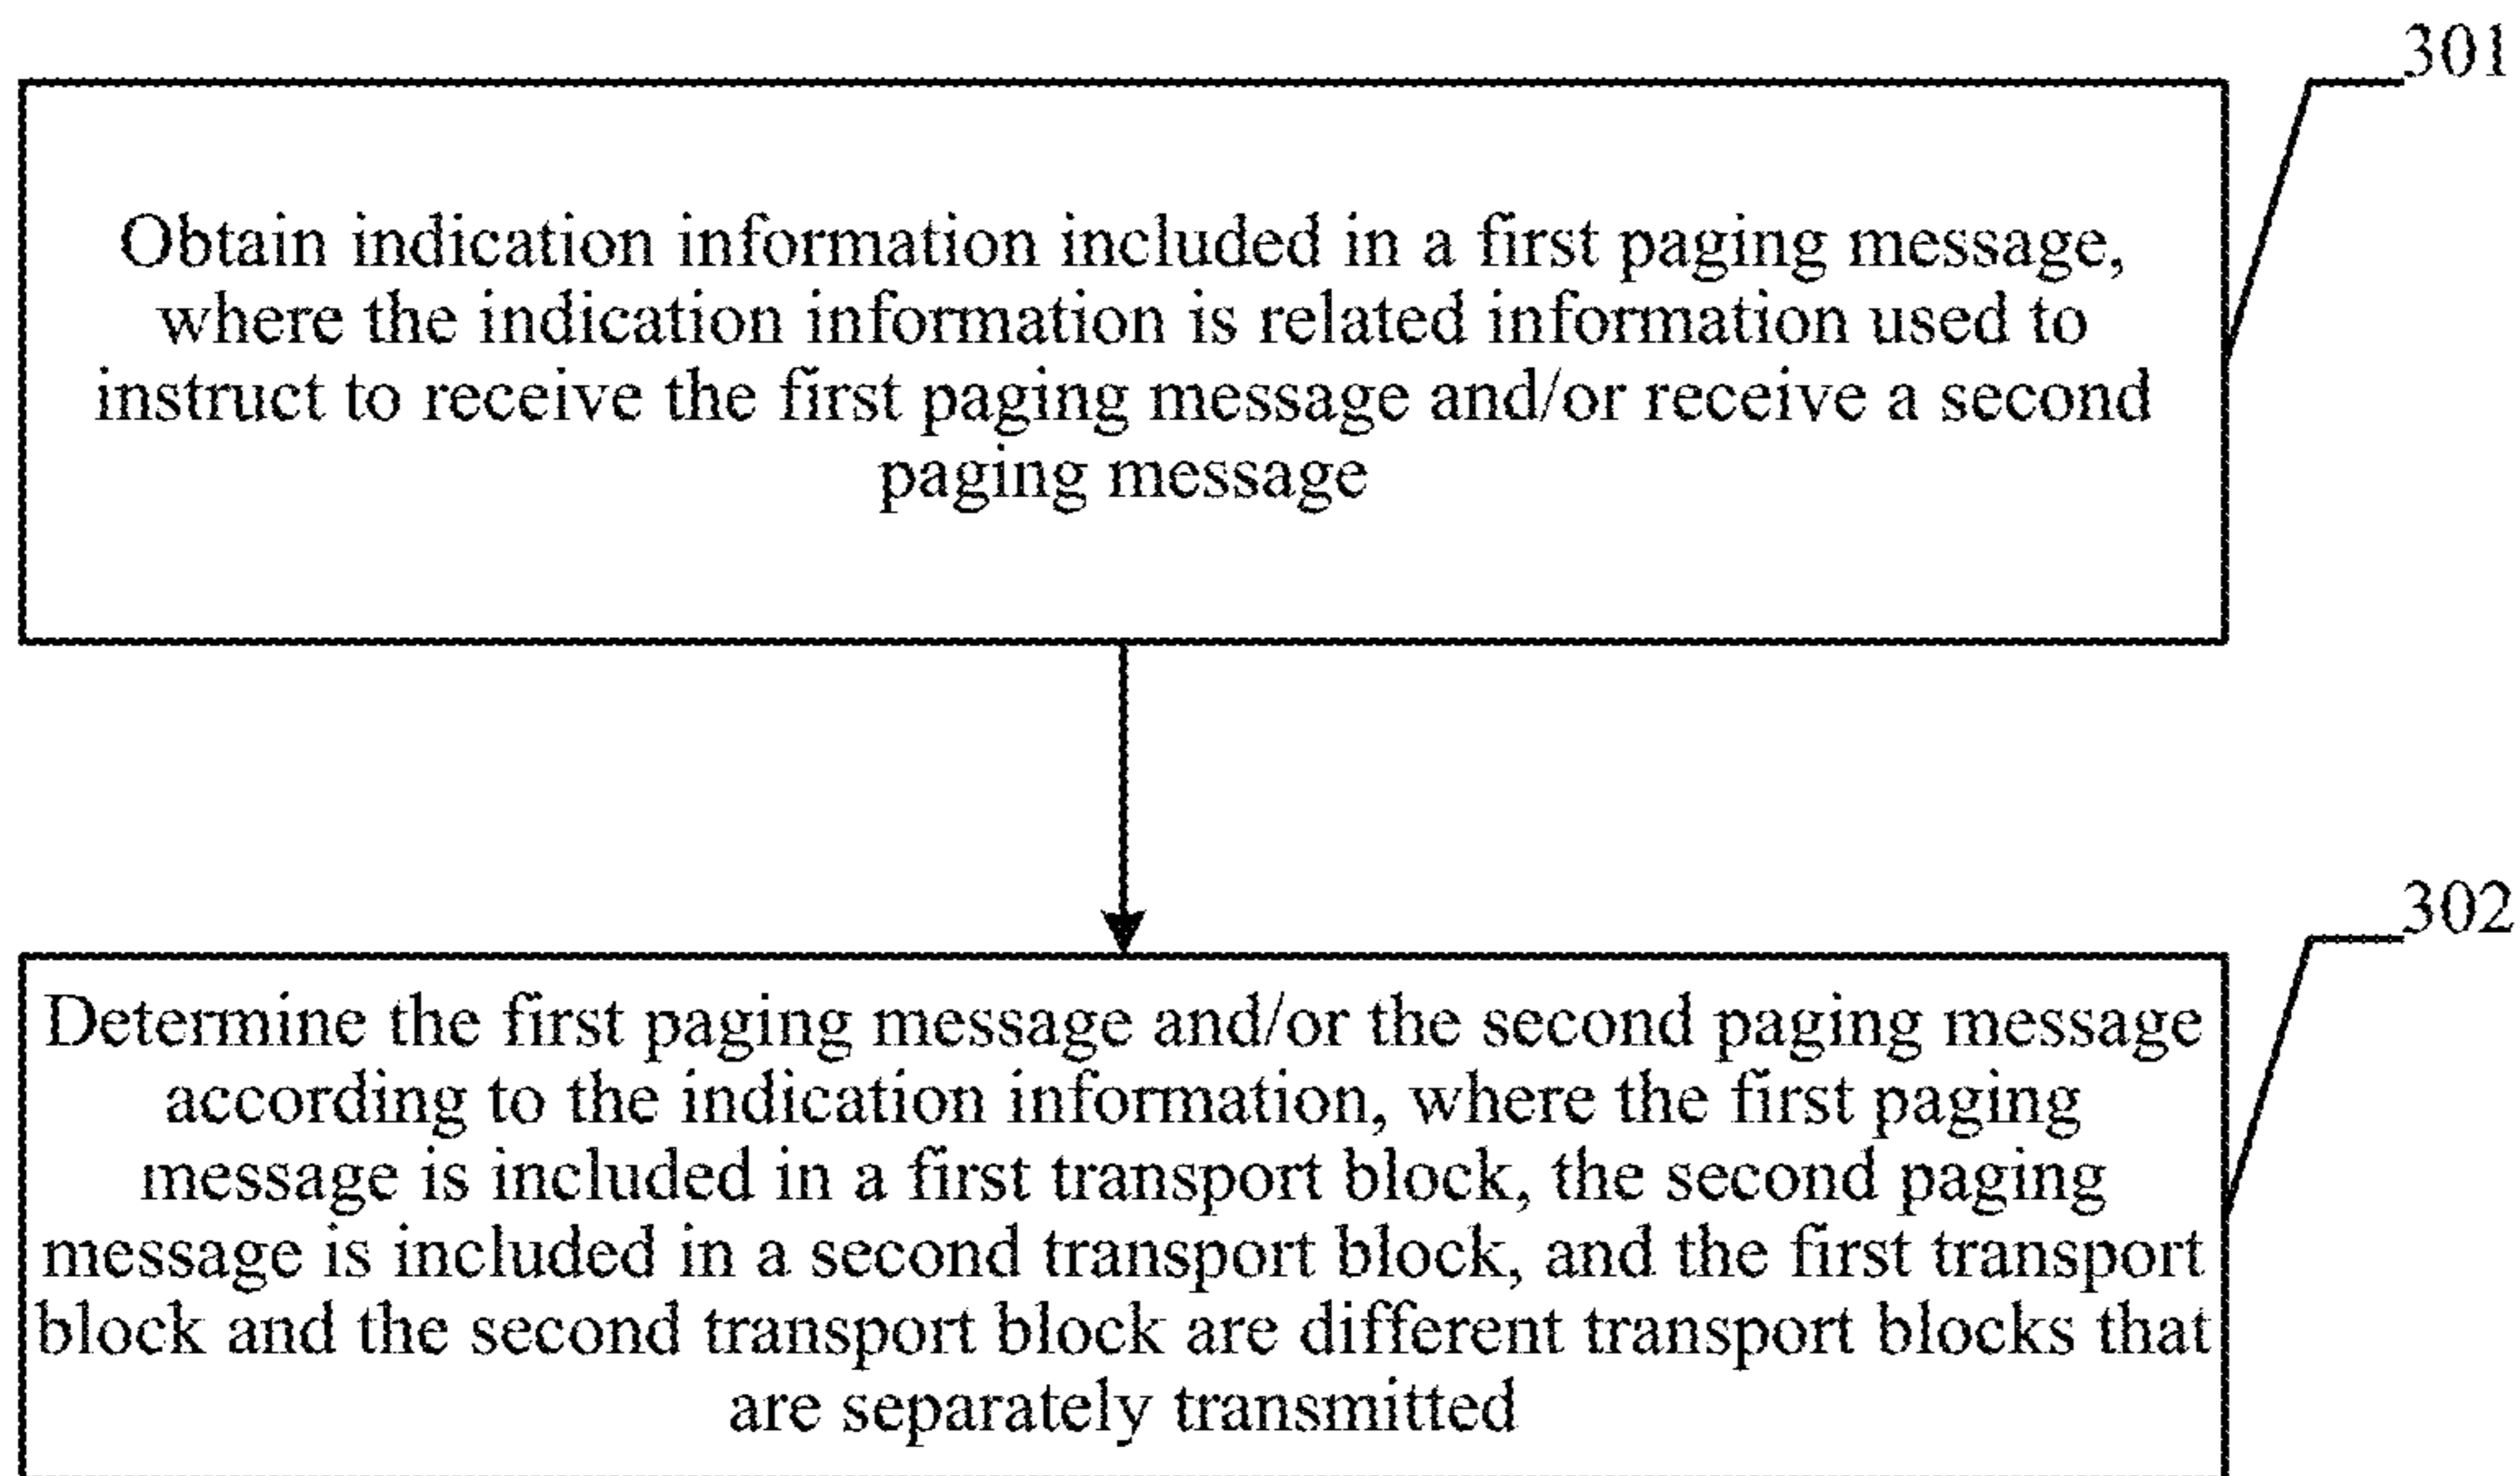 301
Obtain indication information included in a first paging message,
where the indication information is related information used to
instruct to receive the first paging message and/or receive a second
paging message
302
Determine the first paging message and/or the second paging message
according to the indication information, where the first paging
message is included in a first transport block, the second paging
message is included in a second transport block, and the first transport
block and the second transport block are different transport blocks that
are separately transmitted